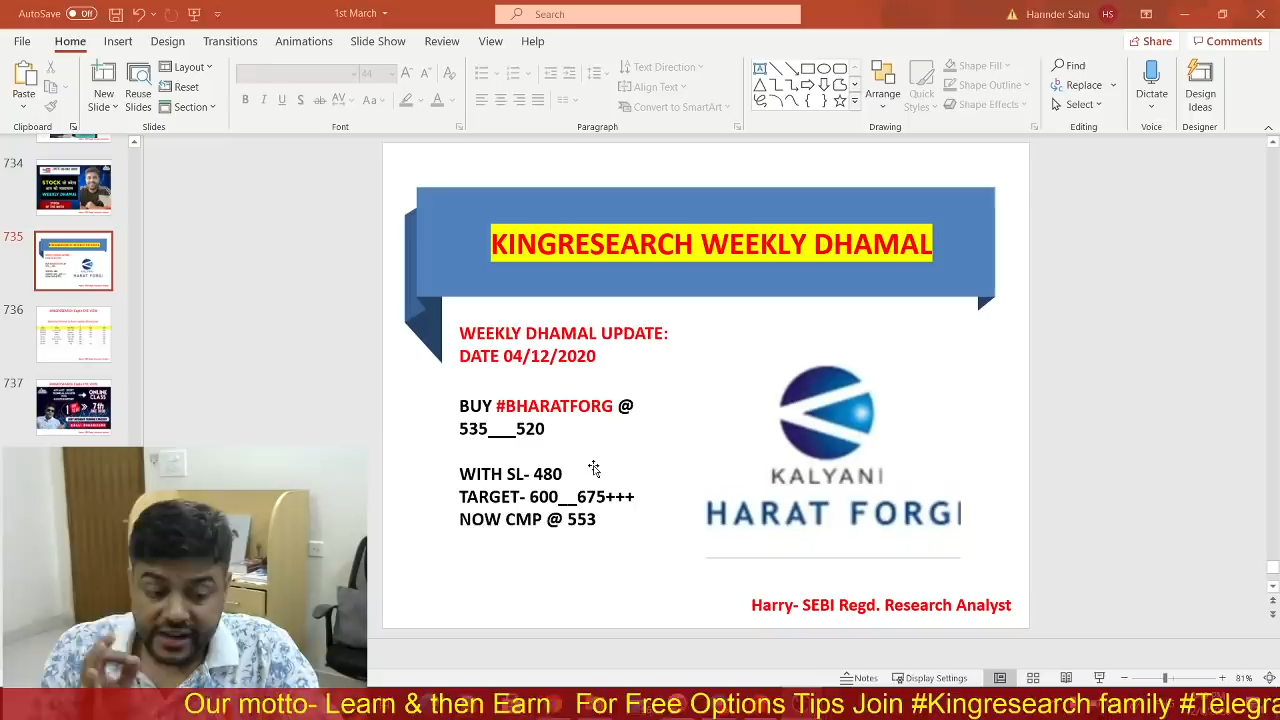 AutoSave
Off
1st March
Search
Harinder Sahu
HS
File
Home
Insert
Design
Transitions
Animations
Slide Show
Review
View
Help
Share
Comments
Paste
New
Slide
Reuse
Slides
Layout
Reset
Section
44
Text Direction
Align Text
Convert to SmartArt
Arrange
Quick
Styles
Shape Fill
Shape Outline
Shape Effects
Find
Replace
Select
Dictate
Design
Ideas
Clipboard
Slides
Font
Paragraph
Drawing
Editing
Voice
Designer
734
735
736
737
KINGRESEARCH WEEKLY DHAMAL
WEEKLY DHAMAL UPDATE:
DATE 04/12/2020
BUY #BHARATFORG @
535___520
WITH SL- 480
TARGET- 600__675+++
NOW CMP @ 553
KALYANI
HARAT FORG
Harry- SEBI Regd. Research Analyst
Notes
Display Settings
81%
Our motto- Learn & then Earn For Free Options Tips Join #Kingresearch family #Telegra